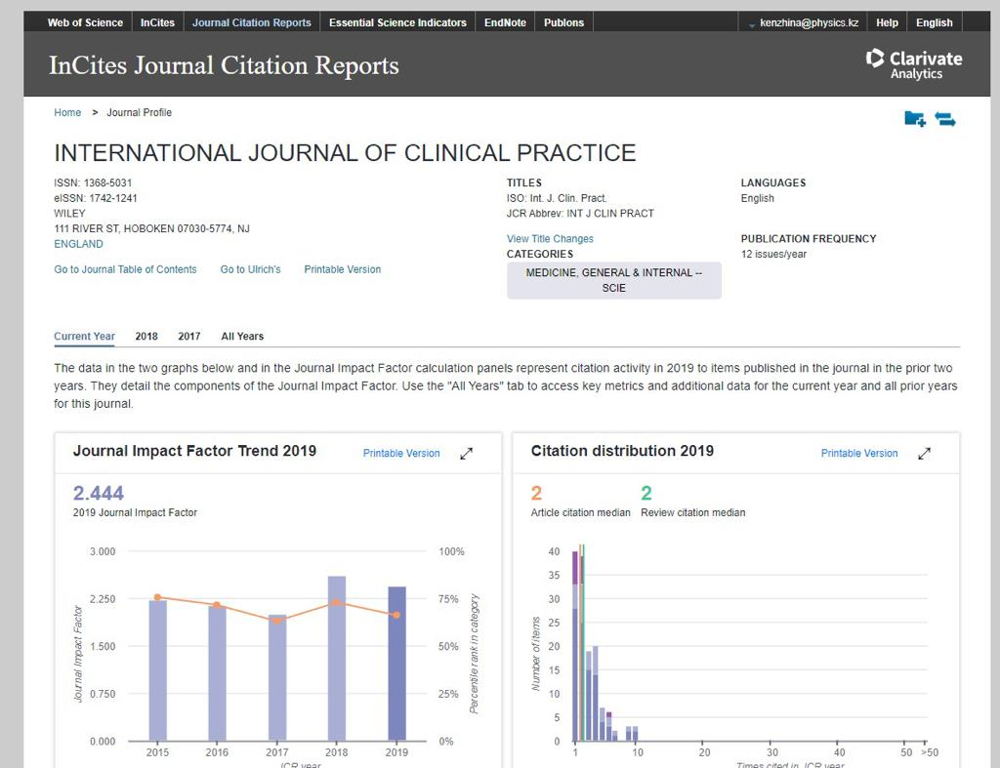 Web of Science InCites Journal Citation Reports Essential Science Indicators EndNote Publons kenzhina@physics.kz Help English
InCites Journal Citation Reports
Clarivate
Analytics
Home > Journal Profile
INTERNATIONAL JOURNAL OF CLINICAL PRACTICE
ISSN: 1368-5031
eISSN: 1742-1241
WILEY
111 RIVER ST, HOBOKEN 07030-5774, NJ
ENGLAND
Go to Journal Table of Contents Go to Ulrich's Printable Version
TITLES
ISO: Int. J. Clin. Pract.
JCR Abbrev: INT J CLIN PRACT
View Title Changes
CATEGORIES
MEDICINE, GENERAL & INTERNAL --
SCIE
LANGUAGES
English
PUBLICATION FREQUENCY
12 issues/year
Current Year 2018 2017 All Years
The data in the two graphs below and in the Journal Impact Factor calculation panels represent citation activity in 2019 to items published in the journal in the prior two
years. They detail the components of the Journal Impact Factor. Use the "All Years" tab to access key metrics and additional data for the current year and all prior years
for this journal.
Journal Impact Factor Trend 2019 Printable Version
2.444
2019 Journal Impact Factor
3.000 100%
2.250 75%
1.500 50%
0.750 25%
0.000 0%
Journal Impact Factor
Percentile rank in category
2015 2016 2017 2018 2019
JCR year
Citation distribution 2019 Printable Version
2 2
Article citation median Review citation median
40
35
30
25
20
15
10
5
0
Number of items
1 10 20 30 40 50 >50
Times cited in JCR year